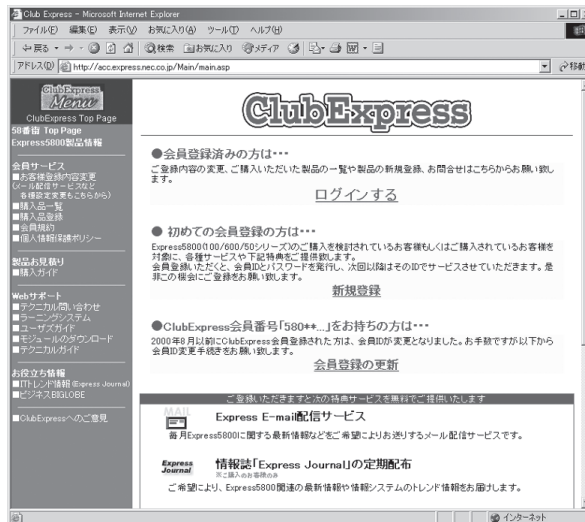 Club Express - Microsoft Internet Explorer
ファイル(F) 編集(E) 表示(V) お気に入り(A) ツール(T) ヘルプ(H)
戻る 検索 お気に入り メディア
アドレス(D) http://acc.express.nec.co.jp/Main/main.asp 移動
ClubExpress
Menu
ClubExpress Top Page
58番街 Top Page
Express5800製品情報
会員サービス
■お客様登録内容変更
(メール配信サービスなど
各種設定変更もこちらから)
■購入品一覧
■購入品登録
■会員規約
■個人情報保護ポリシー
製品お見積り
■購入ガイド
Webサポート
■テクニカル問い合わせ
■ラーニングシステム
■ユーザズガイド
■モジュールのダウンロード
■テクニカルガイド
お役立ち情報
■ITトレンド情報(Express Journal)
■ビジネスBIGLOBE
■ClubExpressへのご意見
ClubExpress
●会員登録済みの方は・・・
ご登録内容の変更、ご購入いただいた製品の一覧や製品の新規登録、お問合せはこちらからお願い致し
ます。
ログインする
● 初めての会員登録の方は・・・
Express5800(100/600/50シリーズ)のご購入を検討されているお客様もしくはご購入されているお客様を
対象に、各種サービスや下記特典をご提供致します。
会員登録いただくと、会員IDとパスワードを発行し、次回以降はそのIDでサービスさせていただきます。是
非この機会にご登録をお願い致します。
新規登録
●ClubExpress会員番号「580**...」をお持ちの方は・・・
2000年8月以前にClubExpress会員登録された方は、会員IDが変更となりました。お手数ですが以下から
会員ID変更手続きをお願い致します。
会員登録の更新
ご登録いただきますと次の特典サービスを無料でご提供いたします
MAIL
Express E-mail配信サービス
毎月Express5800に関する最新情報などをご希望によりお送りするメール配信サービスです。
Express
Journal
情報誌「Express Journal」の定期配布
※ご購入のお客様のみ
ご希望により、Express5800関連の最新情報や情報システムのトレンド情報をお届けします。
インターネット